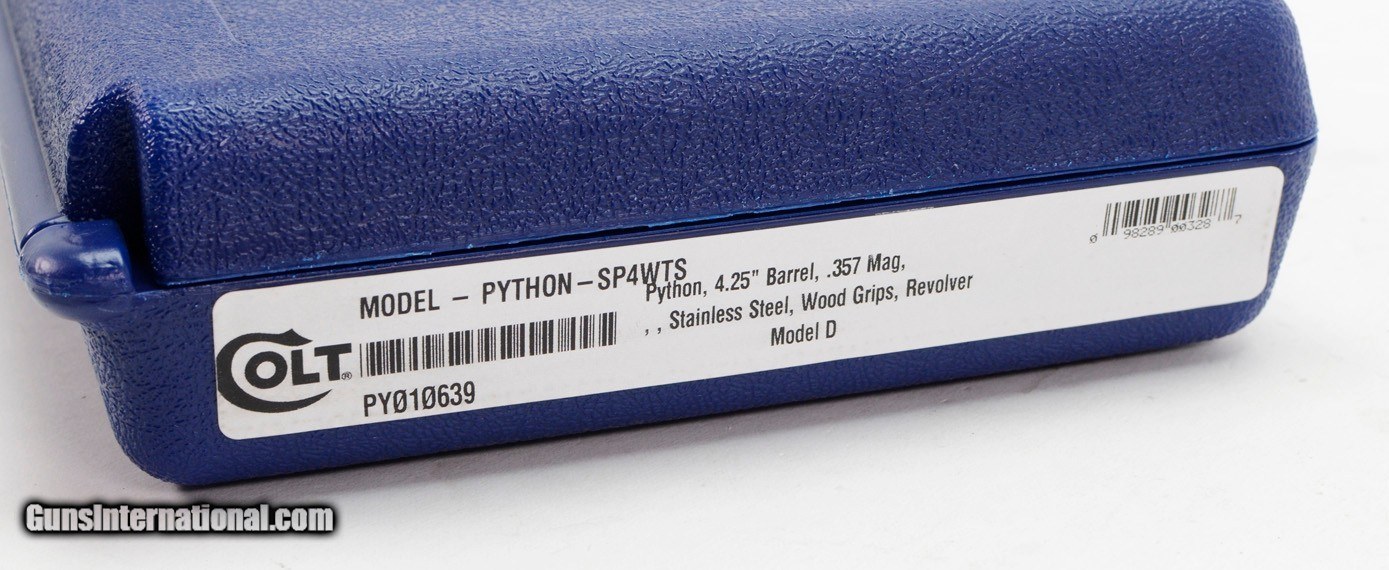 MODEL - PYTHON-SP4WTS
COLT®
PYØ1Ø639
Python, 4.25" Barrel, .357 Mag,
, , Stainless Steel, Wood Grips, Revolver
Model D
0 98289 00328 7
GunsInternational.com